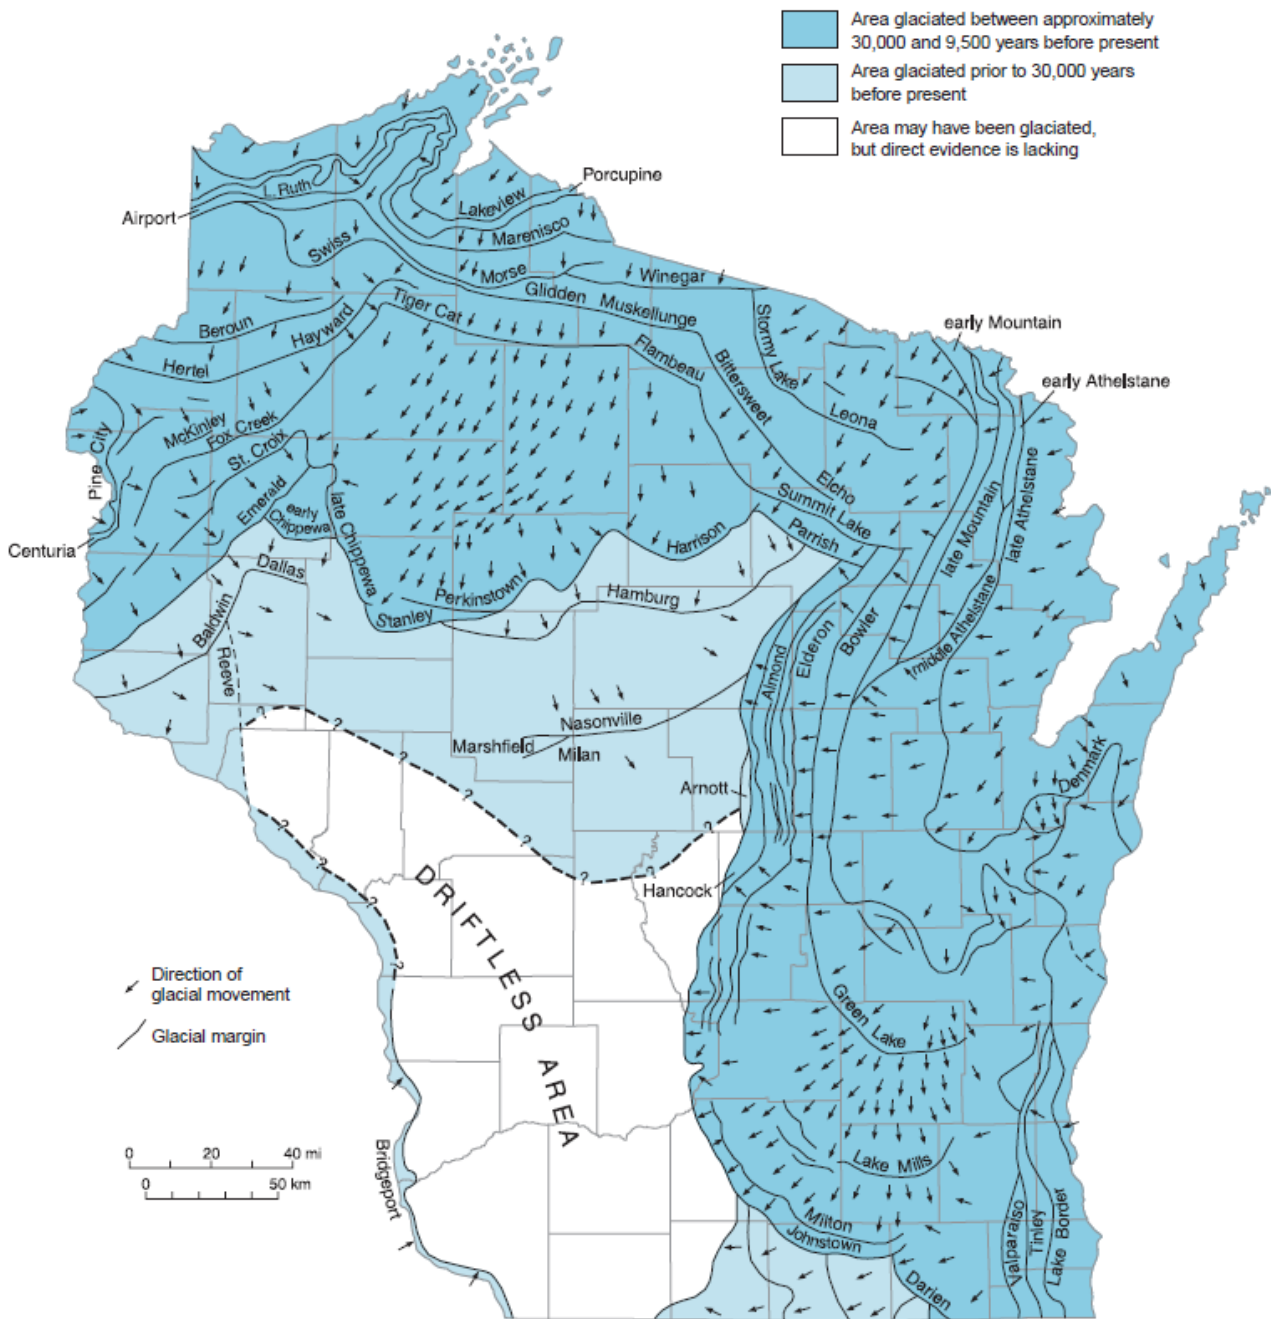 Area glaciated between approximately
30,000 and 9,500 years before present
Area glaciated prior to 30,000 years
before present
Area may have been glaciated,
but direct evidence is lacking
Porcupine
L. Ruth
Lakeview
Airport
Marenisco
Swiss
Morse
Winegar
Glidden
Muskellunge
Tiger Cat
Stormy Lake
Beroun
Hayward
early Mountain
Flambeau
Bittersweet
Hertel
early Athelstane
McKinley
Fox Creek
Leona
Pine City
St. Croix
Elcho
late Athelstane
Emerald
early
Chippewa
late Chippewa
Summit Lake
late Mountain
Centuria
Harrison
Parrish
Dallas
Perkinstown
Hamburg
Baldwin
Stanley
Elderon
Bowler
middle Athelstane
Reeve
Almond
?
?
Nasonville
Marshfield
Milan
?
Denmark
Arnott
?
?
?
?
?
?
?
?
Hancock
?
DRIFTLESS AREA
?
Direction of
glacial movement
Glacial margin
Green Lake
0 20 40 mi
0 50 km
Bridgeport
Lake Mills
Milton
Johnstown
Valparaiso
Tinley
Lake Border
Darien